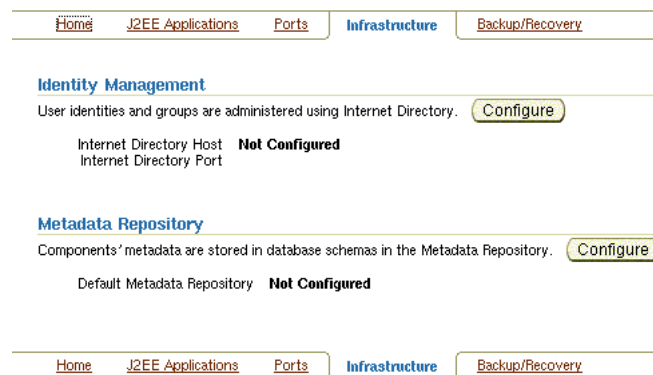 Home J2EE Applications Ports Infrastructure Backup/Recovery
Identity Management
User identities and groups are administered using Internet Directory. Configure
Internet Directory Host Not Configured
Internet Directory Port
Metadata Repository
Components' metadata are stored in database schemas in the Metadata Repository. Configure
Default Metadata Repository Not Configured
Home J2EE Applications Ports Infrastructure Backup/Recovery